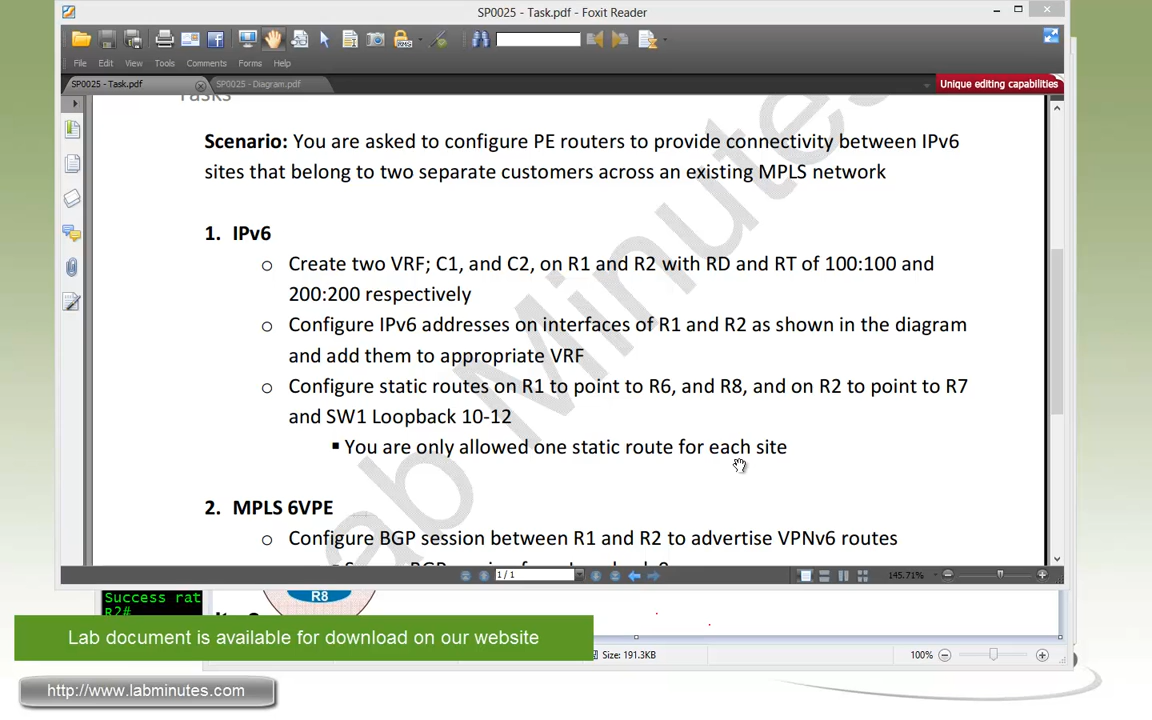 SP0025 - Task.pdf - Foxit Reader
File Edit View Tools Comments Forms Help
SP0025 - Task.pdf SP0025 - Diagram.pdf Unique editing capabilities
Tasks
Scenario: You are asked to configure PE routers to provide connectivity between IPv6
sites that belong to two separate customers across an existing MPLS network
1. IPv6
o Create two VRF; C1, and C2, on R1 and R2 with RD and RT of 100:100 and
200:200 respectively
o Configure IPv6 addresses on interfaces of R1 and R2 as shown in the diagram
and add them to appropriate VRF
o Configure static routes on R1 to point to R6, and R8, and on R2 to point to R7
and SW1 Loopback 10-12
▪ You are only allowed one static route for each site
2. MPLS 6VPE
o Configure BGP session between R1 and R2 to advertise VPNv6 routes
Lab Minutes
1/1 145.71%
Success rat
R2#
R8
Lab document is available for download on our website
Size: 191.3KB 100%
http://www.labminutes.com